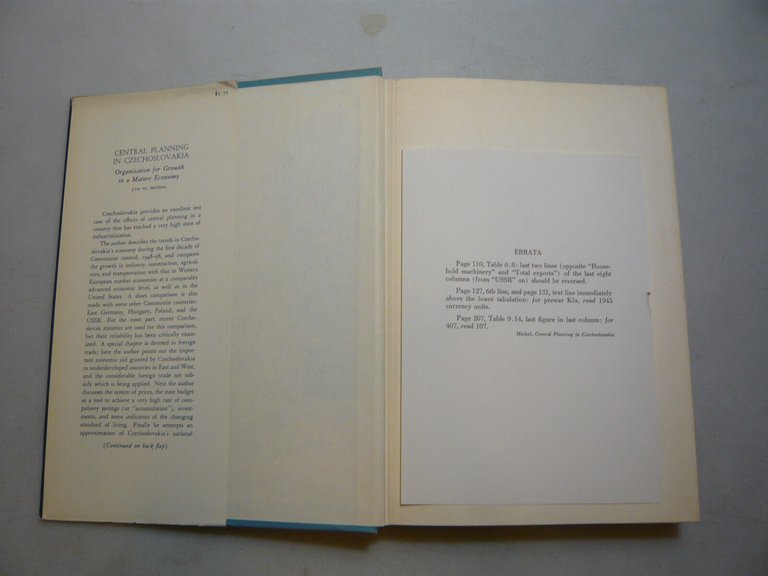 $5.75
CENTRAL PLANNING
IN CZECHOSLOVAKIA
Organization for Growth
in a Mature Economy
JAN M. MICHAL
Czechoslovakia provides an excellent test
case of the effects of central planning in a
country that has reached a very high state of
industrialization.
The author describes the trends in Czecho-
slovakia's economy during the first decade of
Communist control, 1948-58, and compares
the growth in industry, construction, agricul-
ture, and transportation with that in Western
European market economies at a comparably
advanced economic level, as well as in the
United States. A short comparison is also
made with some other Communist countries:
East Germany, Hungary, Poland, and the
USSR. For the most part, recent Czecho-
slovak statistics are used for this comparison,
but their reliability has been critically exam-
ined. A special chapter is devoted to foreign
trade; here the author points out the impor-
tant economic aid granted by Czechoslovakia
to underdeveloped countries in East and West,
and the considerable foreign trade net sub-
sidy which is being applied. Next the author
discusses the system of prices, the state budget
as a tool to achieve a very high rate of com-
pulsory savings (or "accumulation"), invest-
ments, and some indicators of the changing
standard of living. Finally he attempts an
approximation of Czechoslovakia's national
(Continued on back flap)
ERRATA
Page 110, Table 6.8: last two lines (opposite "House-
hold machinery" and "Total exports") of the last eight
columns (from "USSR" on) should be reversed.
Page 127, 6th line, and page 131, text line immediately
above the lower tabulation: for prewar Kčs, read 1945
currency units.
Page 207, Table 9.14, last figure in last column: for
407, read 107.
Michal, Central Planning in Czechoslovakia